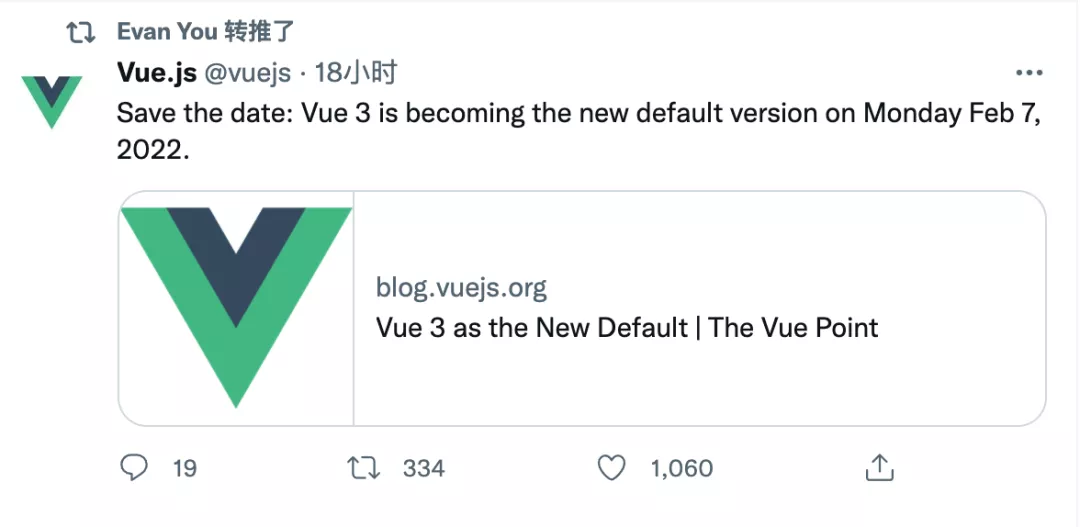 Evan You 转推了
Vue.js @vuejs · 18小时
Save the date: Vue 3 is becoming the new default version on Monday Feb 7,
2022.
blog.vuejs.org
Vue 3 as the New Default | The Vue Point
19 334 1,060